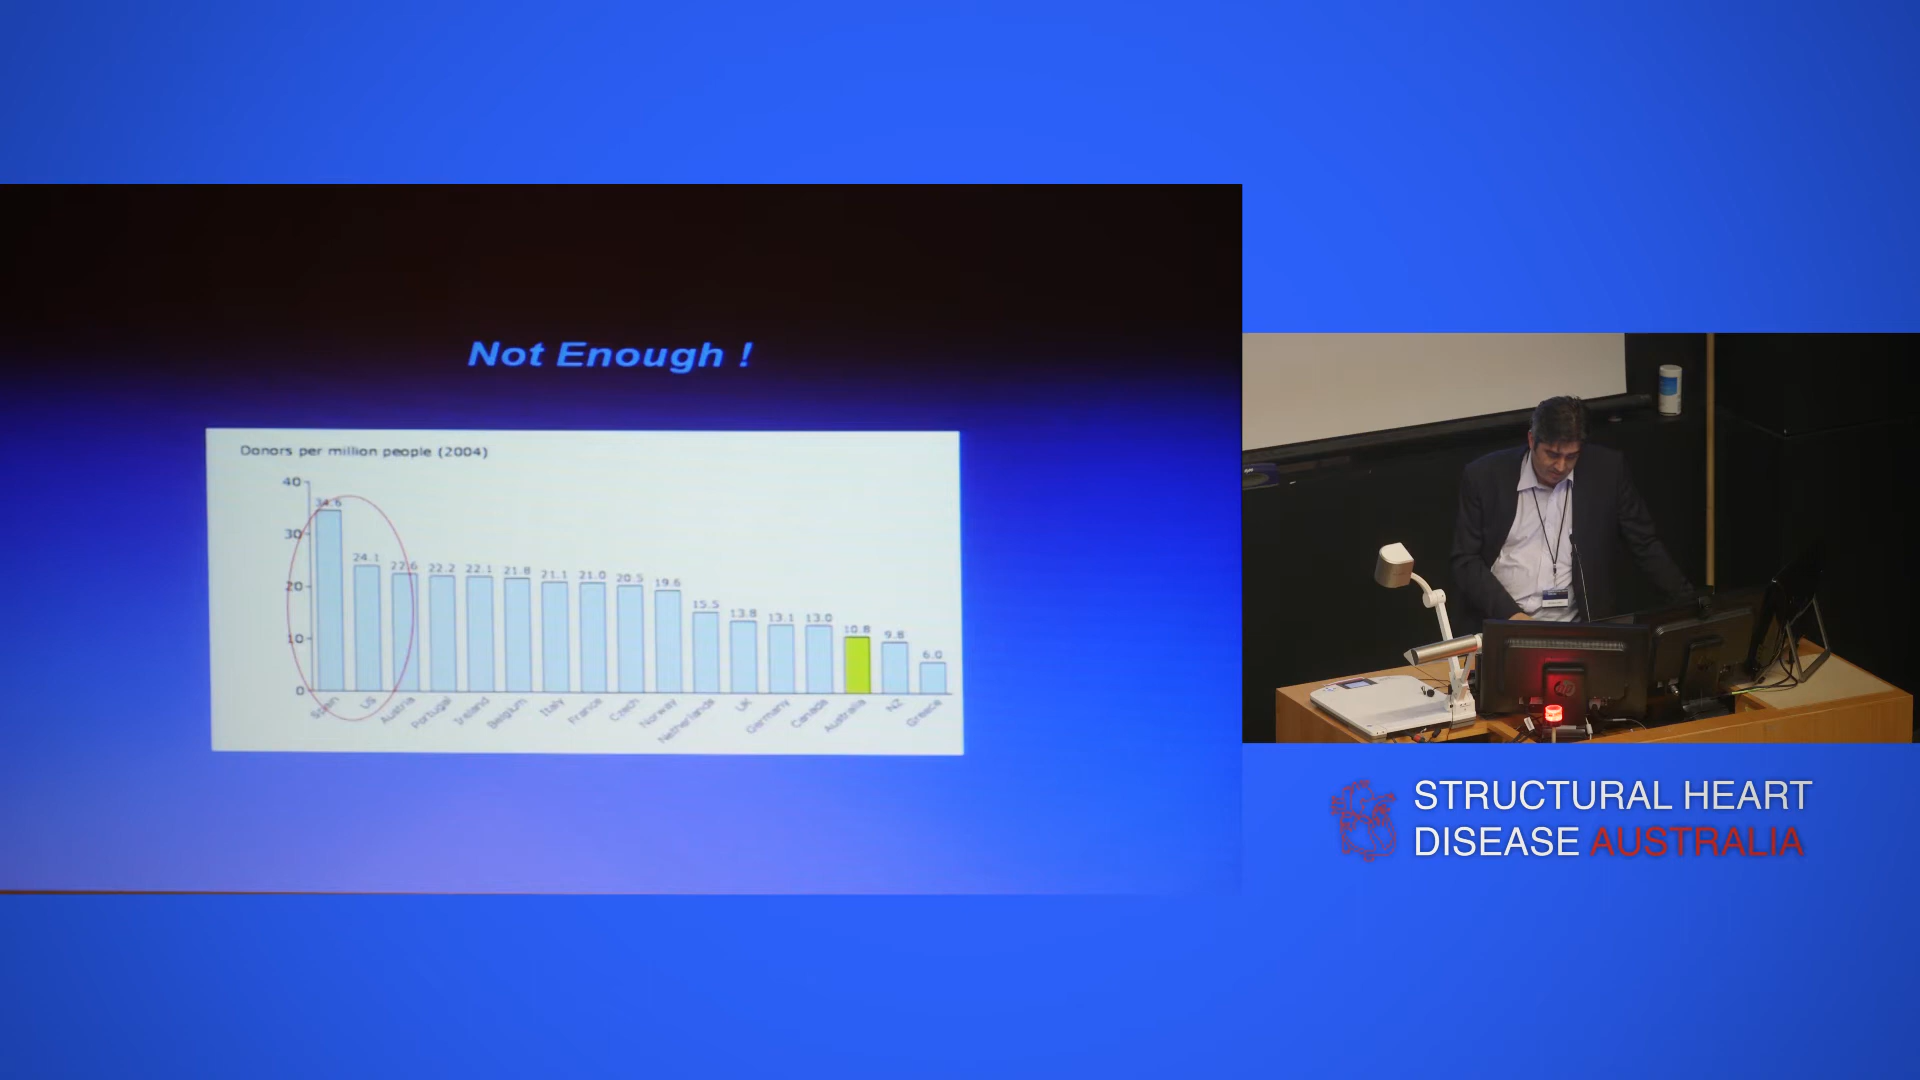 Not Enough !
Donors per million people (2004)
40
30
20
10
0
34.6
24.1
22.6
22.2
22.1
21.8
21.1
21.0
20.5
19.6
15.5
13.8
13.1
13.0
10.8
9.8
6.0
Spain
US
Austria
Portugal
Ireland
Belgium
Italy
France
Czech
Norway
Netherlands
UK
Germany
Canada
Australia
NZ
Greece
hp
STRUCTURAL HEART
DISEASE AUSTRALIA